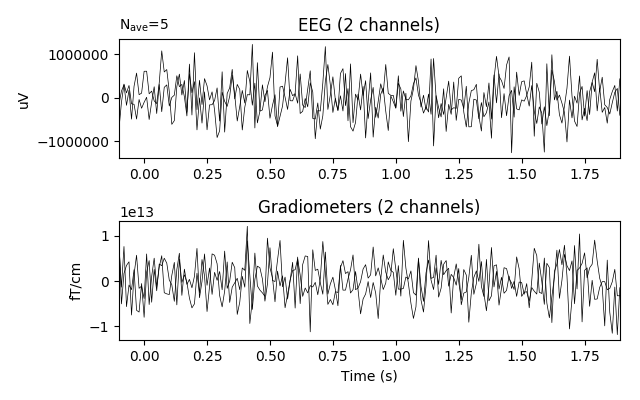 N_ave=5
EEG (2 channels)
uV
1000000
0
−1000000
0.00 0.25 0.50 0.75 1.00 1.25 1.50 1.75
Gradiometers (2 channels)
1e13
fT/cm
1
0
−1
0.00 0.25 0.50 0.75 1.00 1.25 1.50 1.75
Time (s)